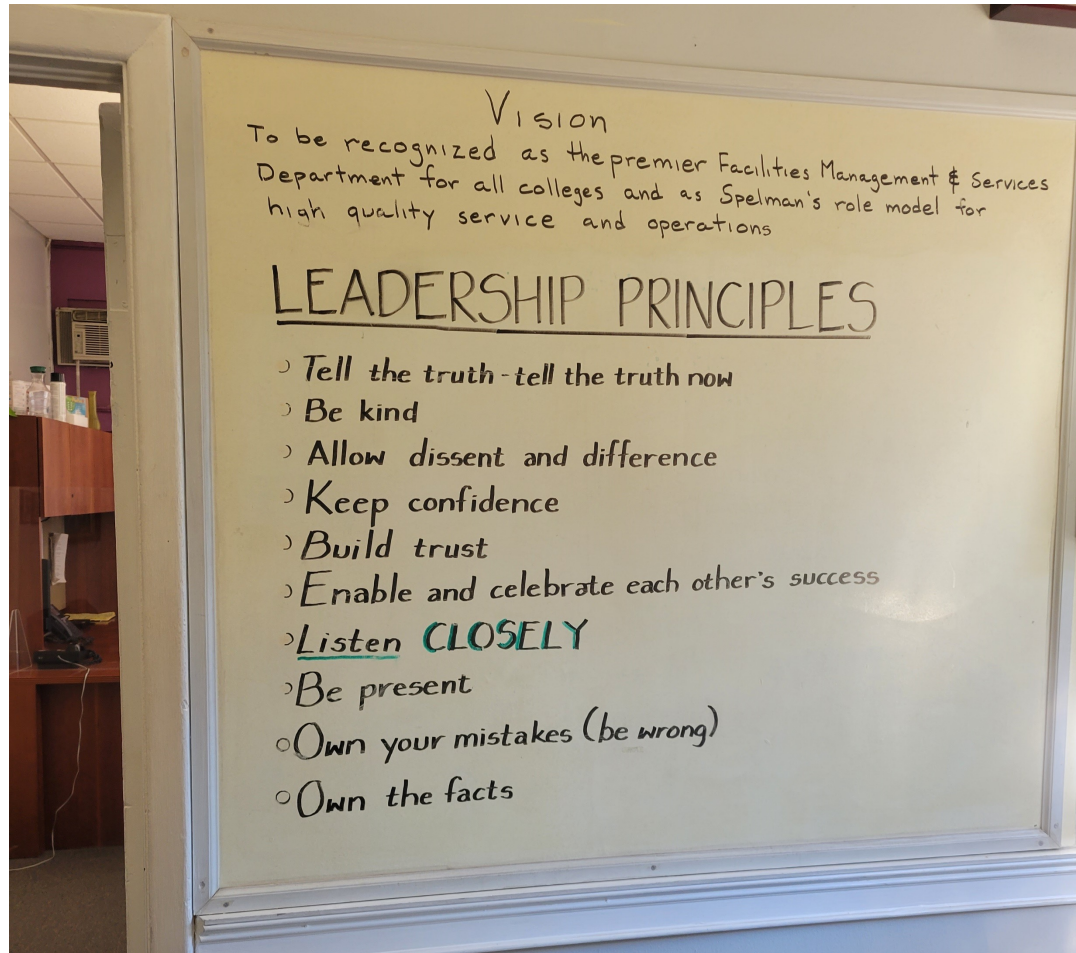 Vision
To be recognized as the premier Facilities Management & Services
Department for all colleges and as Spelman's role model for
high quality service and operations
LEADERSHIP PRINCIPLES
Tell the truth - tell the truth now
Be kind
Allow dissent and difference
Keep confidence
Build trust
Enable and celebrate each other's success
Listen CLOSELY
Be present
Own your mistakes (be wrong)
Own the facts